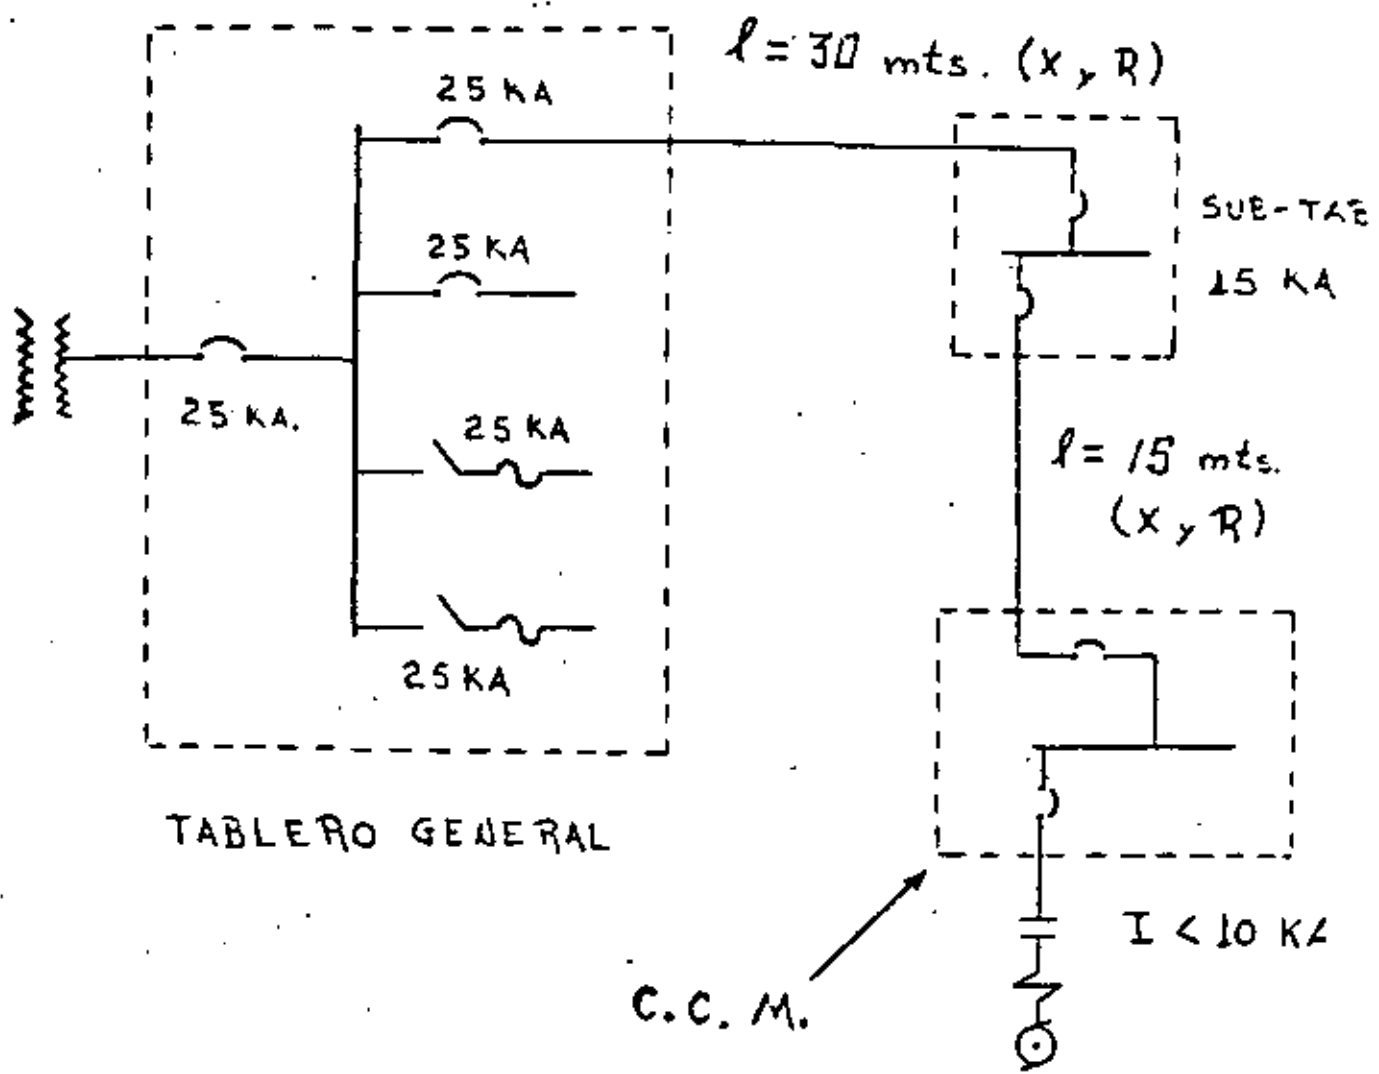 l = 30 mts. (X y R)
25 KA
SUB-TAB
15 KA
25 KA
25 KA.
25 KA
l = 15 mts.
(X y R)
25 KA
TABLERO GENERAL
I < 10 KA
C.C.M.